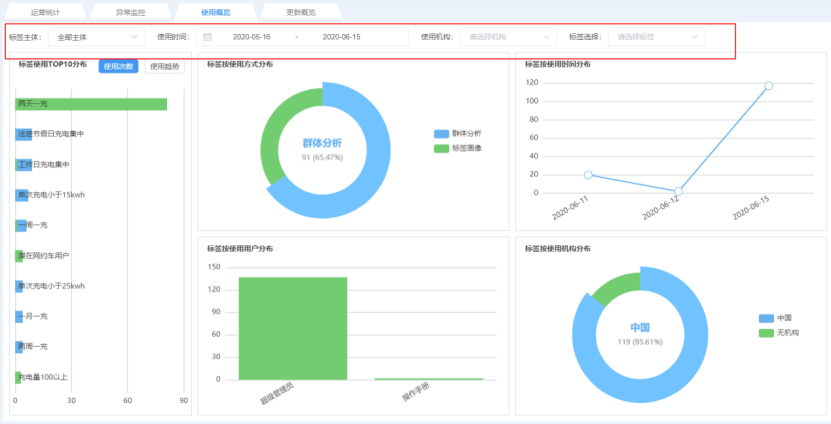 运营统计 异常监控 使用概览 更新概览
标签主体： 全部主体 使用时间： 2020-05-16 - 2020-06-15 使用机构： 请选择机构 标签选择： 请选择标签
标签使用TOP10分布 使用次数 使用趋势
两天一充
法定节假日充电集中
工作日充电集中
单次充电小于15kwh
一周一充
潜在网约车用户
单次充电小于25kwh
一月一充
两周一充
充电量100以上
0 30 60 90
标签按使用方式分布
群体分析
91 (65.47%)
群体分析
标签画像
标签按使用时间分布
120
100
80
60
40
20
0
2020-06-11 2020-06-12 2020-06-15
标签按使用用户分布
150
120
90
60
30
0
超级管理员 操作手册
标签按使用机构分布
中国
119 (85.61%)
中国
无机构